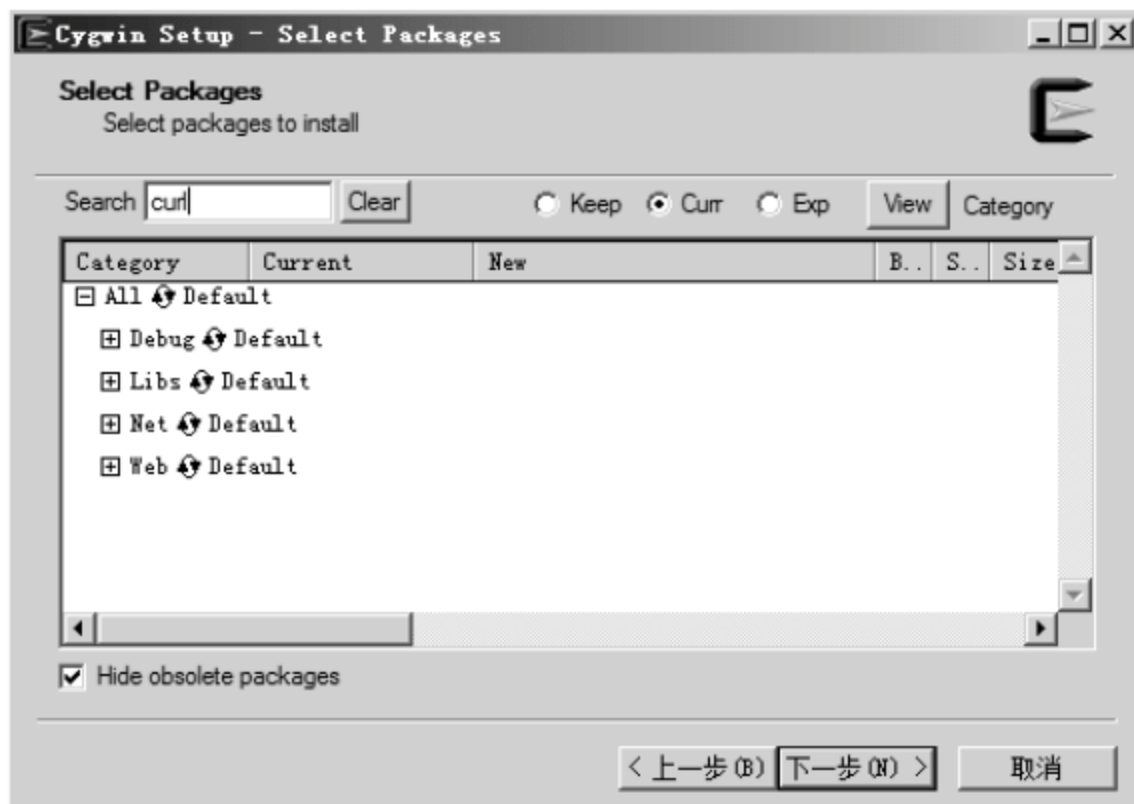 Cygwin Setup - Select Packages
Select Packages
Select packages to install
Search curl Clear Keep Curr Exp View Category
Category Current New B.. S.. Size
All Default
Debug Default
Libs Default
Net Default
Web Default
Hide obsolete packages
< 上一步(B) 下一步(N) > 取消